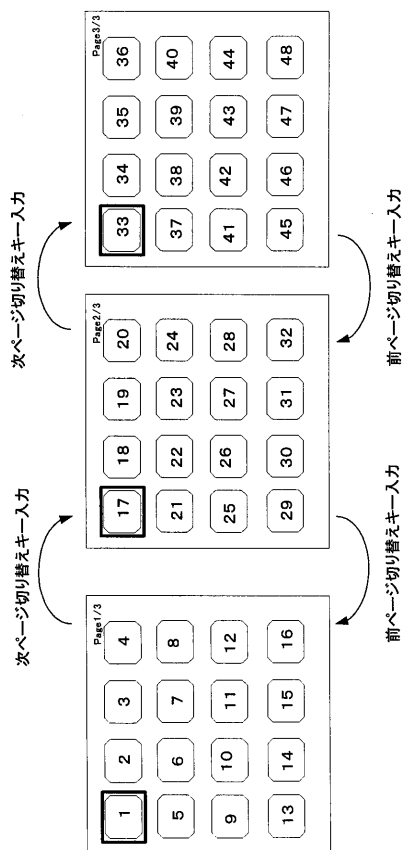 次ページ切り替えキー入力
次ページ切り替えキー入力
Page1/3
1 2 3 4
5 6 7 8
9 10 11 12
13 14 15 16
Page2/3
17 18 19 20
21 22 23 24
25 26 27 28
29 30 31 32
Page3/3
33 34 35 36
37 38 39 40
41 42 43 44
45 46 47 48
前ページ切り替えキー入力
前ページ切り替えキー入力